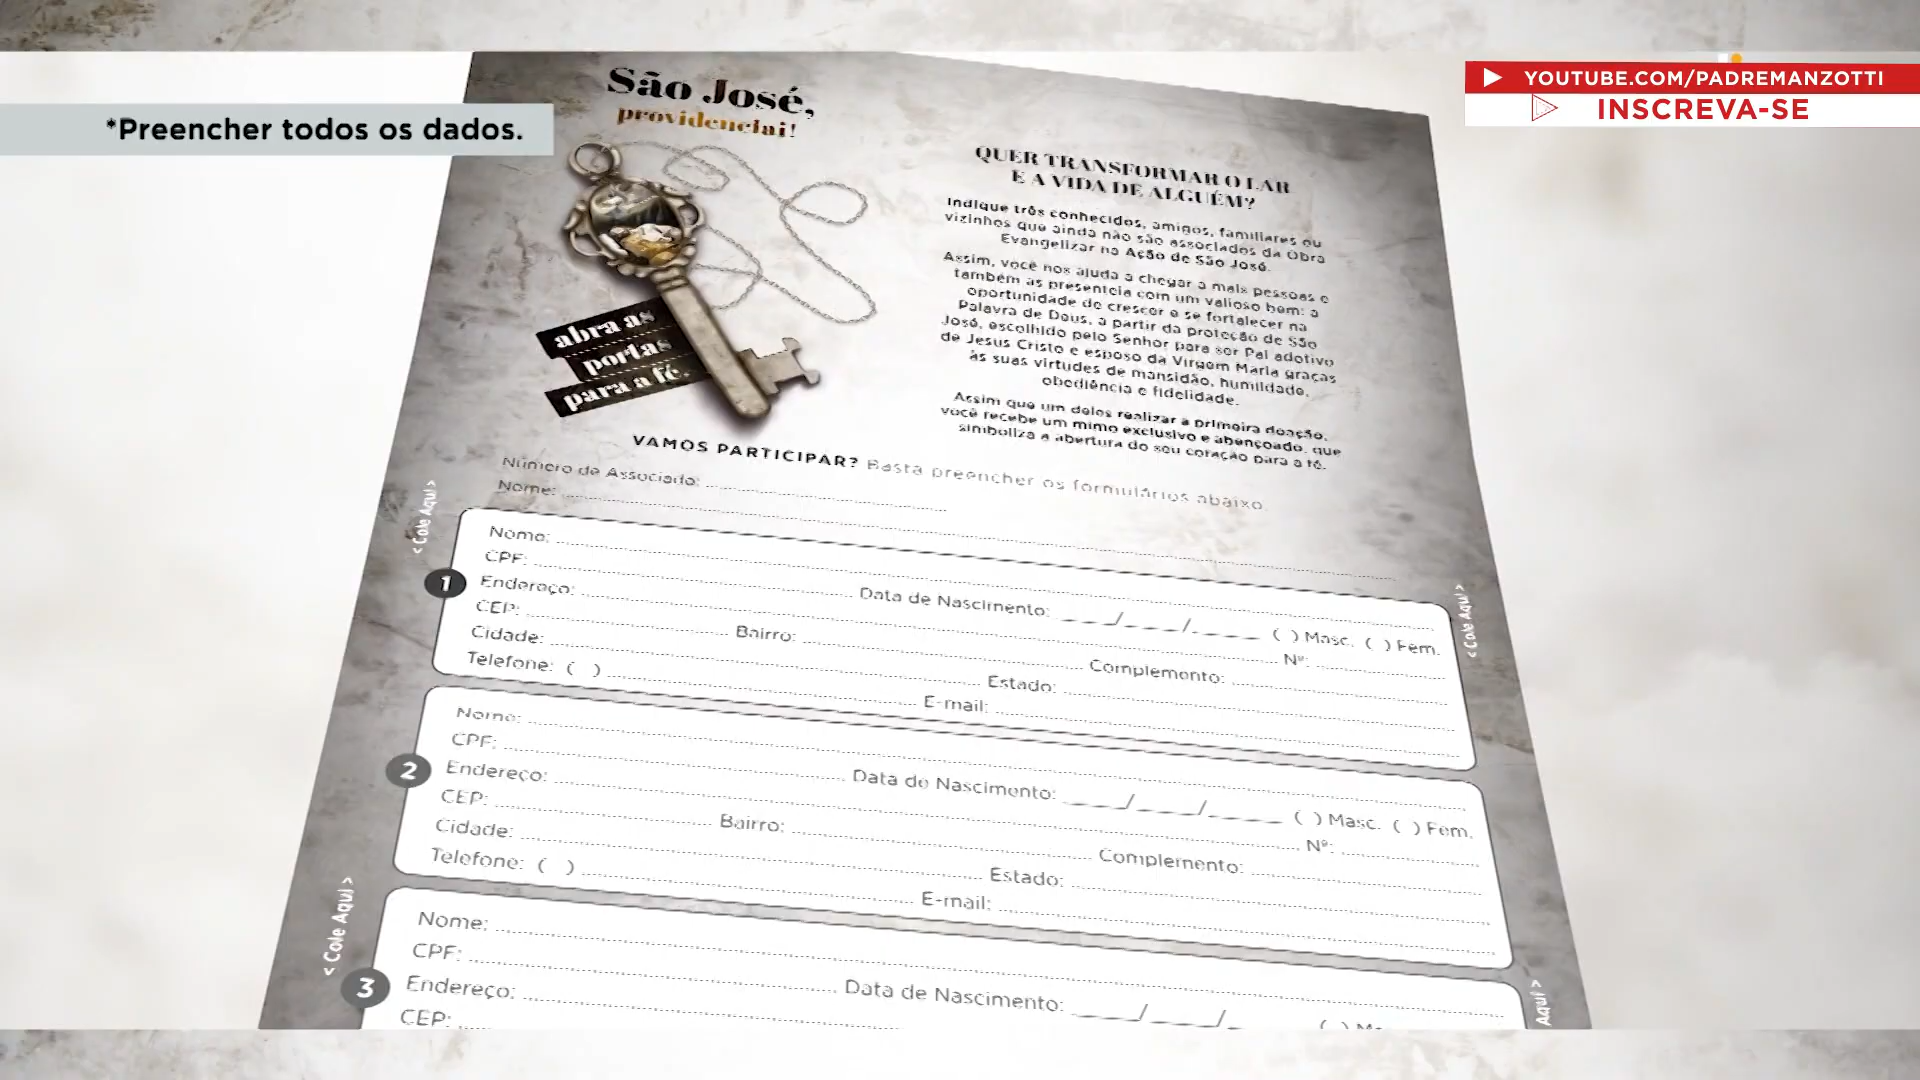 YOUTUBE.COM/PADREMANZOTTI
INSCREVA-SE
*Preencher todos os dados.
São José,
providenciai!
abra as
portas
para a fé.
QUER TRANSFORMAR O LAR
E A VIDA DE ALGUÉM?
Indique três conhecidos, amigos, familiares ou
vizinhos que ainda não são associados da Obra
Evangelizar na Ação de São José.
Assim, você nos ajuda a chegar a mais pessoas e
também as presenteia com um valioso bem: a
oportunidade de crescer e se fortalecer na
Palavra de Deus, a partir da proteção de São
José, escolhido pelo Senhor para ser Pai adotivo
de Jesus Cristo e esposo da Virgem Maria graças
às suas virtudes de mansidão, humildade,
obediência e fidelidade.
Assim que um deles realizar a primeira doação,
você recebe um mimo exclusivo e abençoado, que
simboliza a abertura do seu coração para a fé.
VAMOS PARTICIPAR? Basta preencher os formulários abaixo
Número de Associado:
Nome:
< Cole Aqui >
< Cole Aqui >
1
Nome:
CPF: Data de Nascimento: ____/____/_____ ( ) Masc. ( ) Fem.
Endereço: Nº:
CEP: Bairro: Complemento:
Cidade: Estado:
Telefone: ( ) E-mail:
2
Nome:
CPF: Data de Nascimento: ____/____/_____ ( ) Masc. ( ) Fem.
Endereço: Nº:
CEP: Bairro: Complemento:
Cidade: Estado:
Telefone: ( ) E-mail:
< Cole Aqui >
Aqui >
3
Nome:
CPF: Data de Nascimento: ____/____/_
Endereço:
CEP: